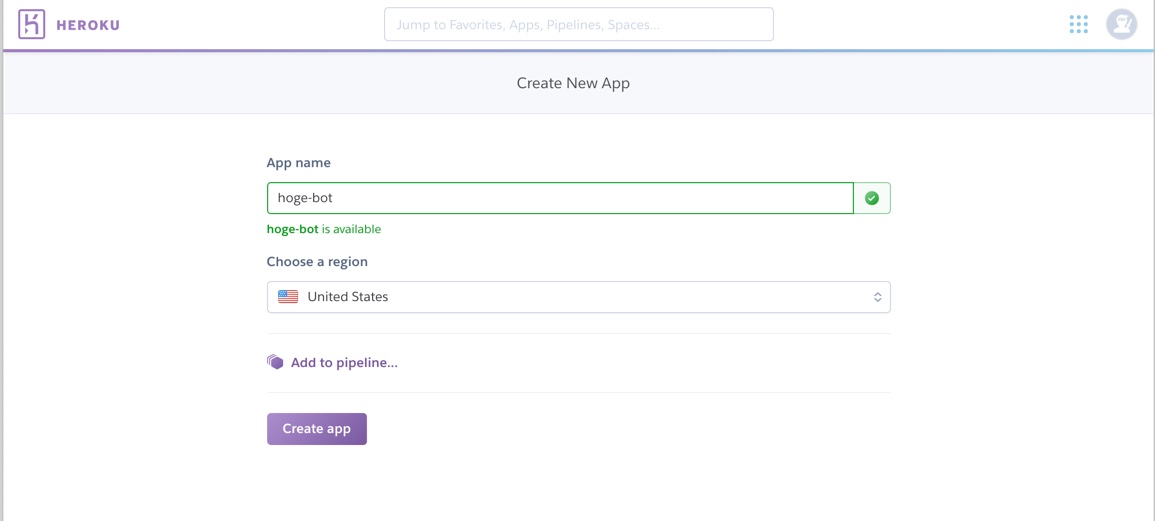 HEROKU
Jump to Favorites, Apps, Pipelines, Spaces...
Create New App
App name
hoge-bot
hoge-bot is available
Choose a region
United States
Add to pipeline...
Create app